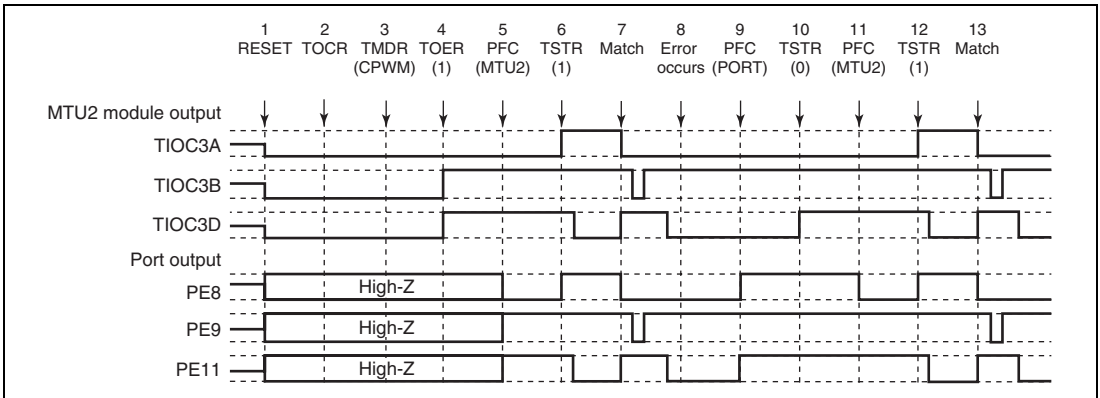 1 2 3 4 5 6 7 8 9 10 11 12 13
RESET TOCR TMDR TOER PFC TSTR Match Error PFC TSTR PFC TSTR Match
(CPWM) (1) (MTU2) (1) occurs (PORT) (0) (MTU2) (1)
MTU2 module output
TIOC3A
TIOC3B
TIOC3D
Port output
PE8 High-Z
PE9 High-Z
PE11 High-Z